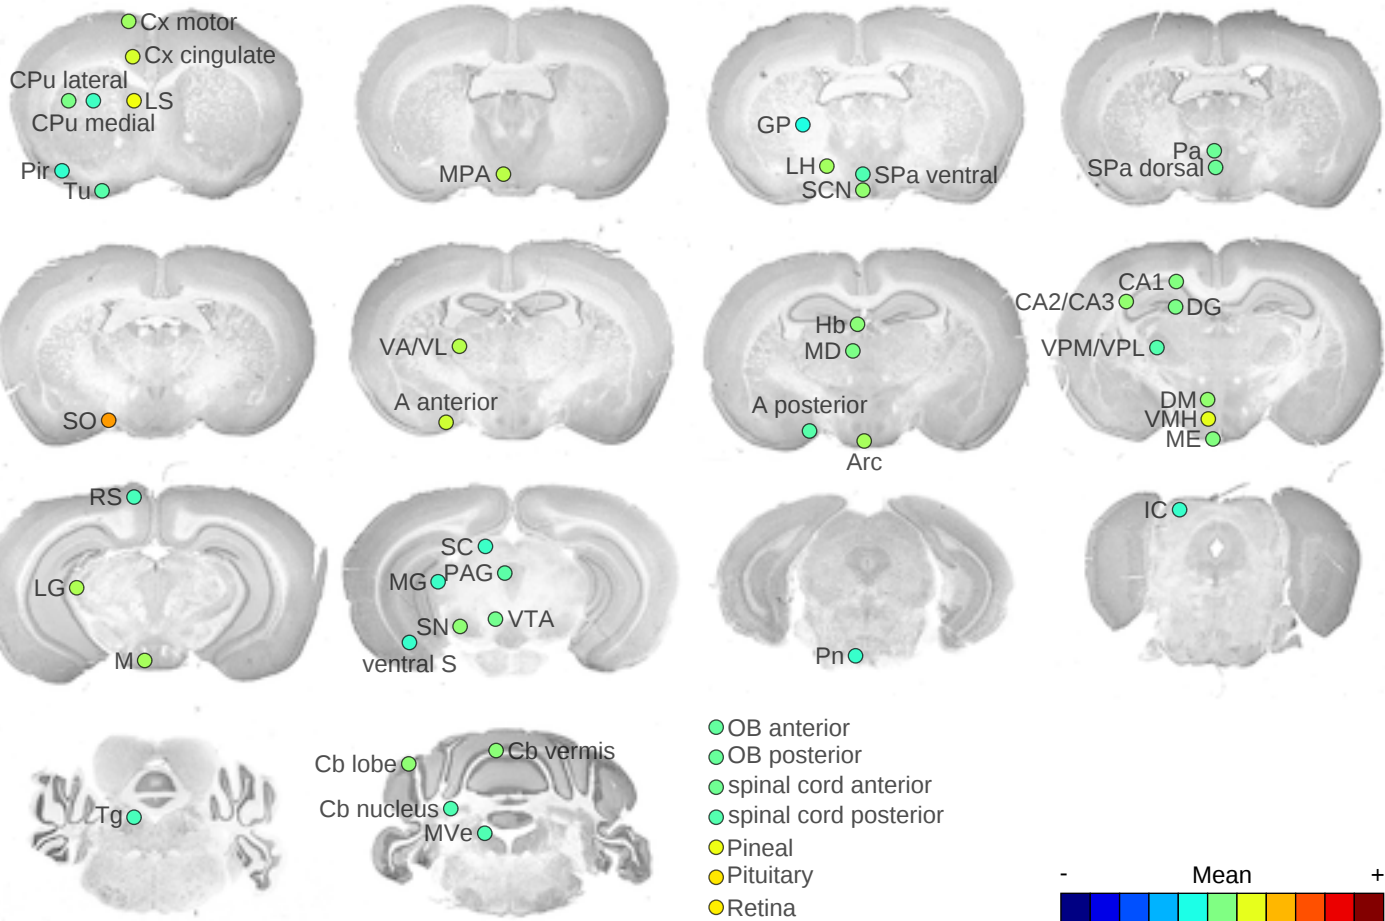 Cx motor
Cx cingulate
CPu lateral
LS
CPu medial
Pir
Tu
MPA
GP
LH
SPa ventral
SCN
Pa
SPa dorsal
SO
VA/VL
A anterior
Hb
MD
A posterior
Arc
CA1
CA2/CA3
DG
VPM/VPL
DM
VMH
ME
RS
LG
M
SC
MG
PAG
SN
VTA
ventral S
Pn
IC
Tg
Cb lobe
Cb vermis
Cb nucleus
MVe
OB anterior
OB posterior
spinal cord anterior
spinal cord posterior
Pineal
Pituitary
Retina
- Mean +